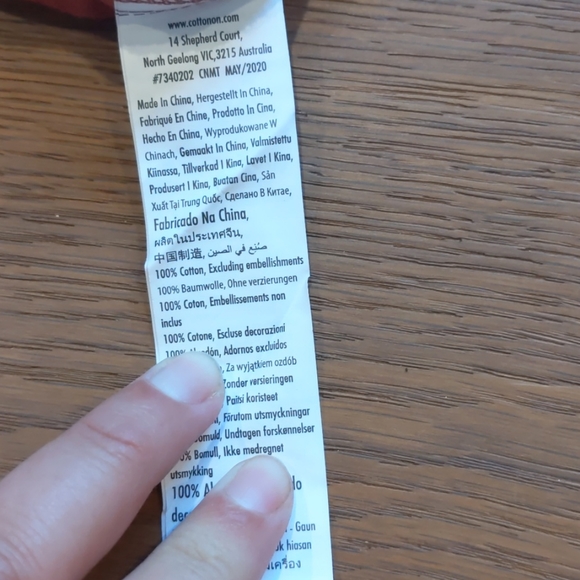 www.cottonon.com
14 Shepherd Court,
North Geelong VIC,3215 Australia
#7340202 CNMT MAY/2020
Made In China, Hergestellt In China,
Fabriqué En Chine, Prodotto In Cina,
Hecho En China, Wyprodukowane W
Chinach, Gemaakt In China, Valmistettu
Kiinassa, Tillverkad I Kina, Lavet I Kina,
Produsert I Kina, Buatan Cina, Sản
Xuất Tại Trung Quốc, Сделано В Китае,
Fabricado Na China,
ผลิตในประเทศจีน,
中国制造, صُنع في الصين
100% Cotton, Excluding embellishments
100% Baumwolle, Ohne verzierungen
100% Coton, Embellissements non
inclus
100% Cotone, Escluse decorazioni
100% Adornos excluidos
Za wyjątkiem ozdób
Zonder versieringen
Paitsi koristeet
Förutom utsmyckningar
Undtagen forskønnelser
Bomull, Ikke medregnet
utsmykking
100%
- Gaun
hiasan